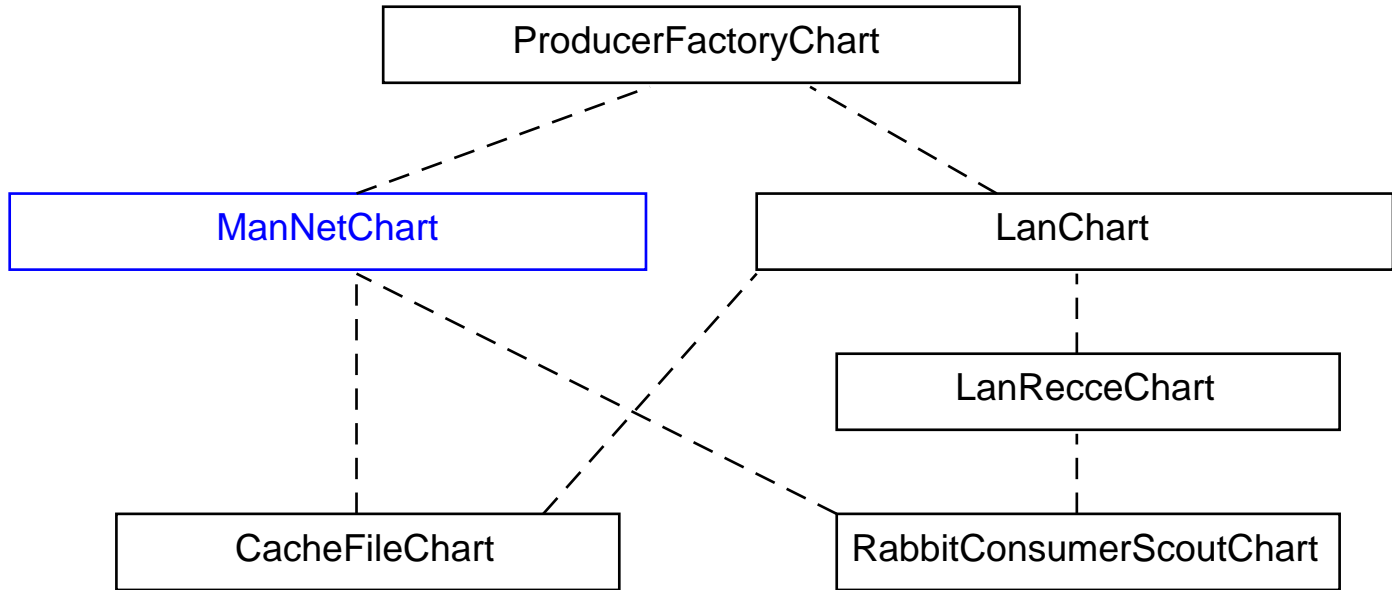 ProducerFactoryChart
ManNetChart
LanChart
LanRecceChart
CacheFileChart
RabbitConsumerScoutChart